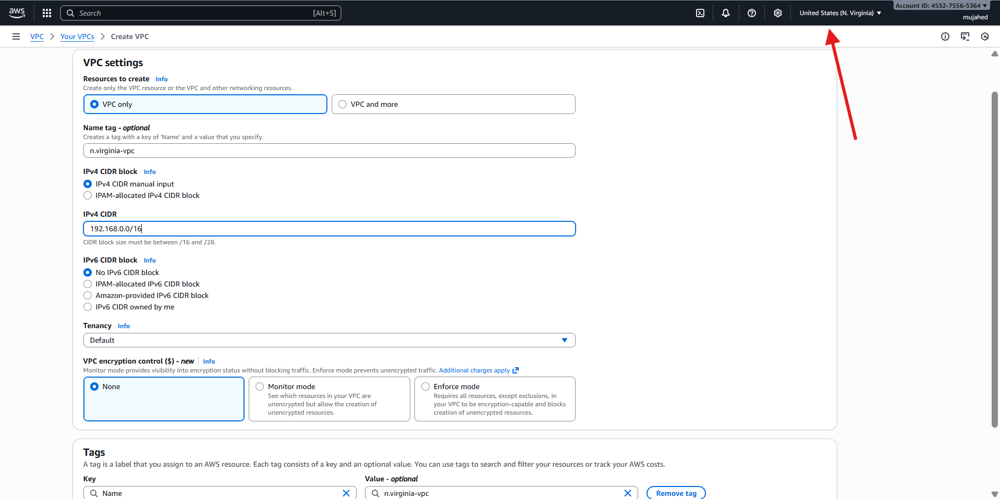 aws
Search [Alt+S]
United States (N. Virginia)
Account ID: 4532-7556-5364
mujahed
VPC
Your VPCs
Create VPC
VPC settings
Resources to create Info
Create only the VPC resource or the VPC and other networking resources.
VPC only
VPC and more
Name tag - optional
Creates a tag with a key of 'Name' and a value that you specify.
n.virginia-vpc
IPv4 CIDR block Info
IPv4 CIDR manual input
IPAM-allocated IPv4 CIDR block
IPv4 CIDR
192.168.0.0/16
CIDR block size must be between /16 and /28.
IPv6 CIDR block Info
No IPv6 CIDR block
IPAM-allocated IPv6 CIDR block
Amazon-provided IPv6 CIDR block
IPv6 CIDR owned by me
Tenancy Info
Default
VPC encryption control ($) - new Info
Monitor mode provides visibility into encryption status without blocking traffic. Enforce mode prevents unencrypted traffic. Additional charges apply
None
Monitor mode
See which resources in your VPC are
unencrypted but allow the creation of
unencrypted resources.
Enforce mode
Requires all resources, except exclusions, in
your VPC to be encryption-capable and blocks
creation of unencrypted resources.
Tags
A tag is a label that you assign to an AWS resource. Each tag consists of a key and an optional value. You can use tags to search and filter your resources or track your AWS costs.
Key
Value - optional
Name
n.virginia-vpc
Remove tag